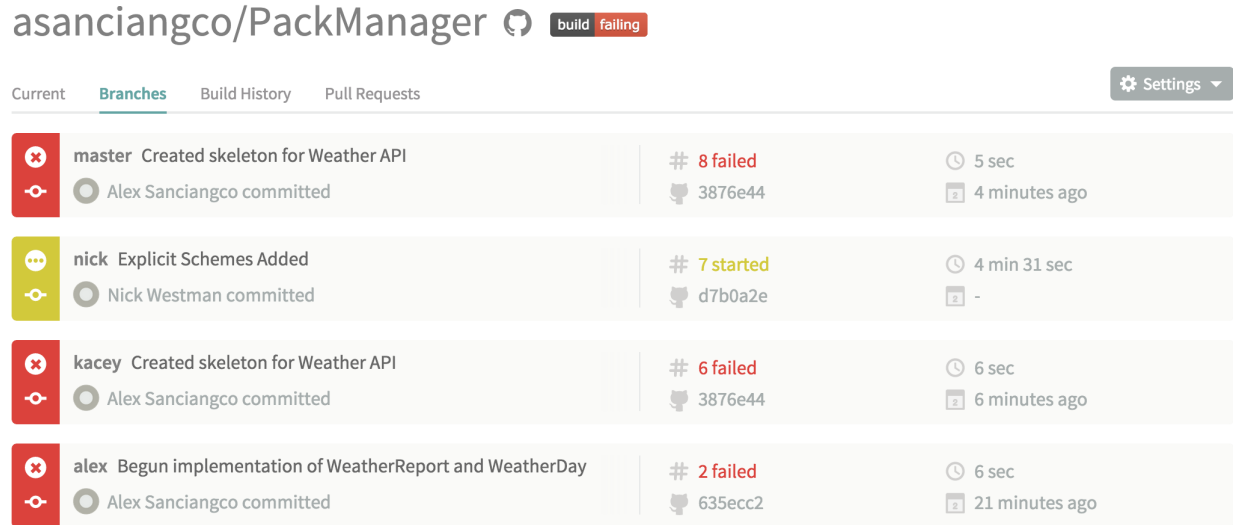 asanciangco/PackManager build failing
Current Branches Build History Pull Requests Settings
master Created skeleton for Weather API # 8 failed 5 sec
Alex Sanciangco committed 3876e44 4 minutes ago
nick Explicit Schemes Added # 7 started 4 min 31 sec
Nick Westman committed d7b0a2e -
kacey Created skeleton for Weather API # 6 failed 6 sec
Alex Sanciangco committed 3876e44 6 minutes ago
alex Begun implementation of WeatherReport and WeatherDay # 2 failed 6 sec
Alex Sanciangco committed 635ecc2 21 minutes ago